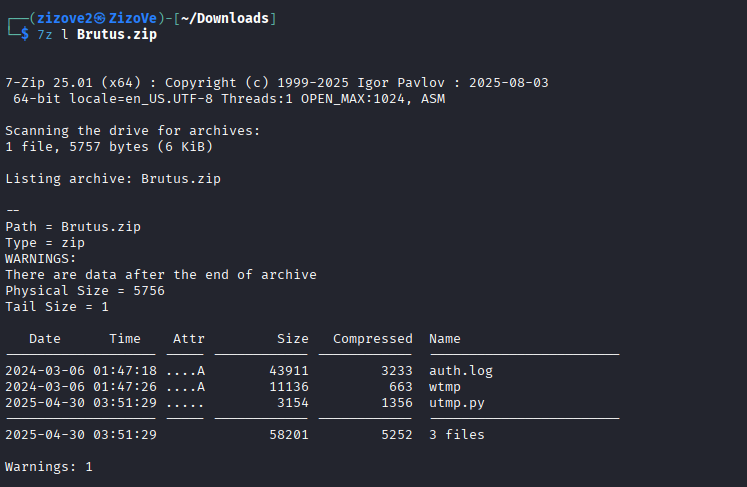 ┌──(zizove2㉿ZizoVe)-[~/Downloads]
└─$ 7z l Brutus.zip
7-Zip 25.01 (x64) : Copyright (c) 1999-2025 Igor Pavlov : 2025-08-03
 64-bit locale=en_US.UTF-8 Threads:1 OPEN_MAX:1024, ASM
Scanning the drive for archives:
1 file, 5757 bytes (6 KiB)
Listing archive: Brutus.zip
--
Path = Brutus.zip
Type = zip
WARNINGS:
There are data after the end of archive
Physical Size = 5756
Tail Size = 1
   Date      Time    Attr         Size   Compressed  Name
------------------- ----- ------------ ------------  ------------------------
2024-03-06 01:47:18 ....A        43911         3233  auth.log
2024-03-06 01:47:26 ....A        11136          663  wtmp
2025-04-30 03:51:29 .....         3154         1356  utmp.py
------------------- ----- ------------ ------------  ------------------------
2025-04-30 03:51:29              58201         5252  3 files
Warnings: 1